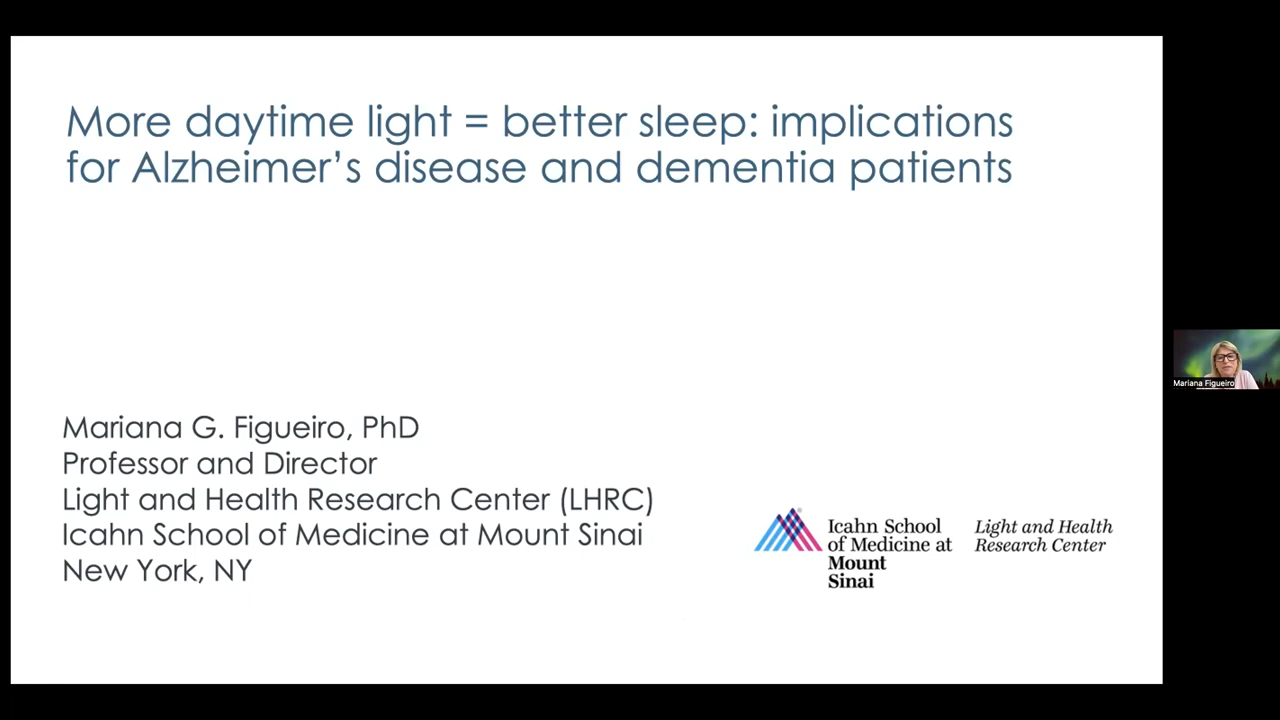 More daytime light = better sleep: implications
for Alzheimer’s disease and dementia patients
Mariana G. Figueiro, PhD
Professor and Director
Light and Health Research Center (LHRC)
Icahn School of Medicine at Mount Sinai
New York, NY
Icahn School
of Medicine at
Mount
Sinai
Light and Health
Research Center
Mariana Figueiro